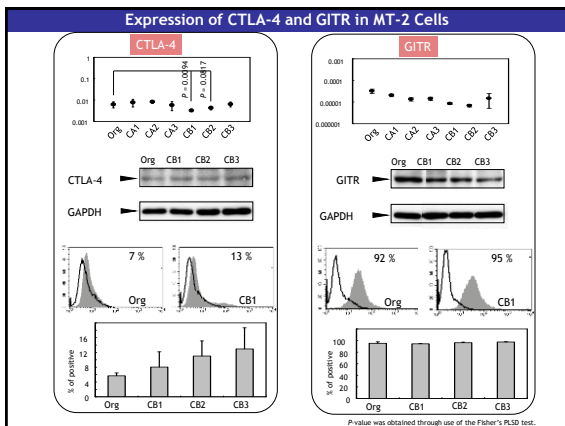 Expression of CTLA-4 and GITR in MT-2 Cells
CTLA-4
1
0.1
0.01
0.001
P = 0.0094
P = 0.0817
Org CA1 CA2 CA3 CB1 CB2 CB3
Org CB1 CB2 CB3
CTLA-4
GAPDH
7 %
Org
13 %
CB1
% of positive
16
12
8
4
0
Org CB1 CB2 CB3
GITR
0.0001
0.00001
0.000001
Org CA1 CA2 CA3 CB1 CB2 CB3
Org CB1 CB2 CB3
GITR
GAPDH
92 %
Org
95 %
CB1
% of positive
100
80
60
40
20
0
Org CB1 CB2 CB3
P-value was obtained through use of the Fisher's PLSD test.